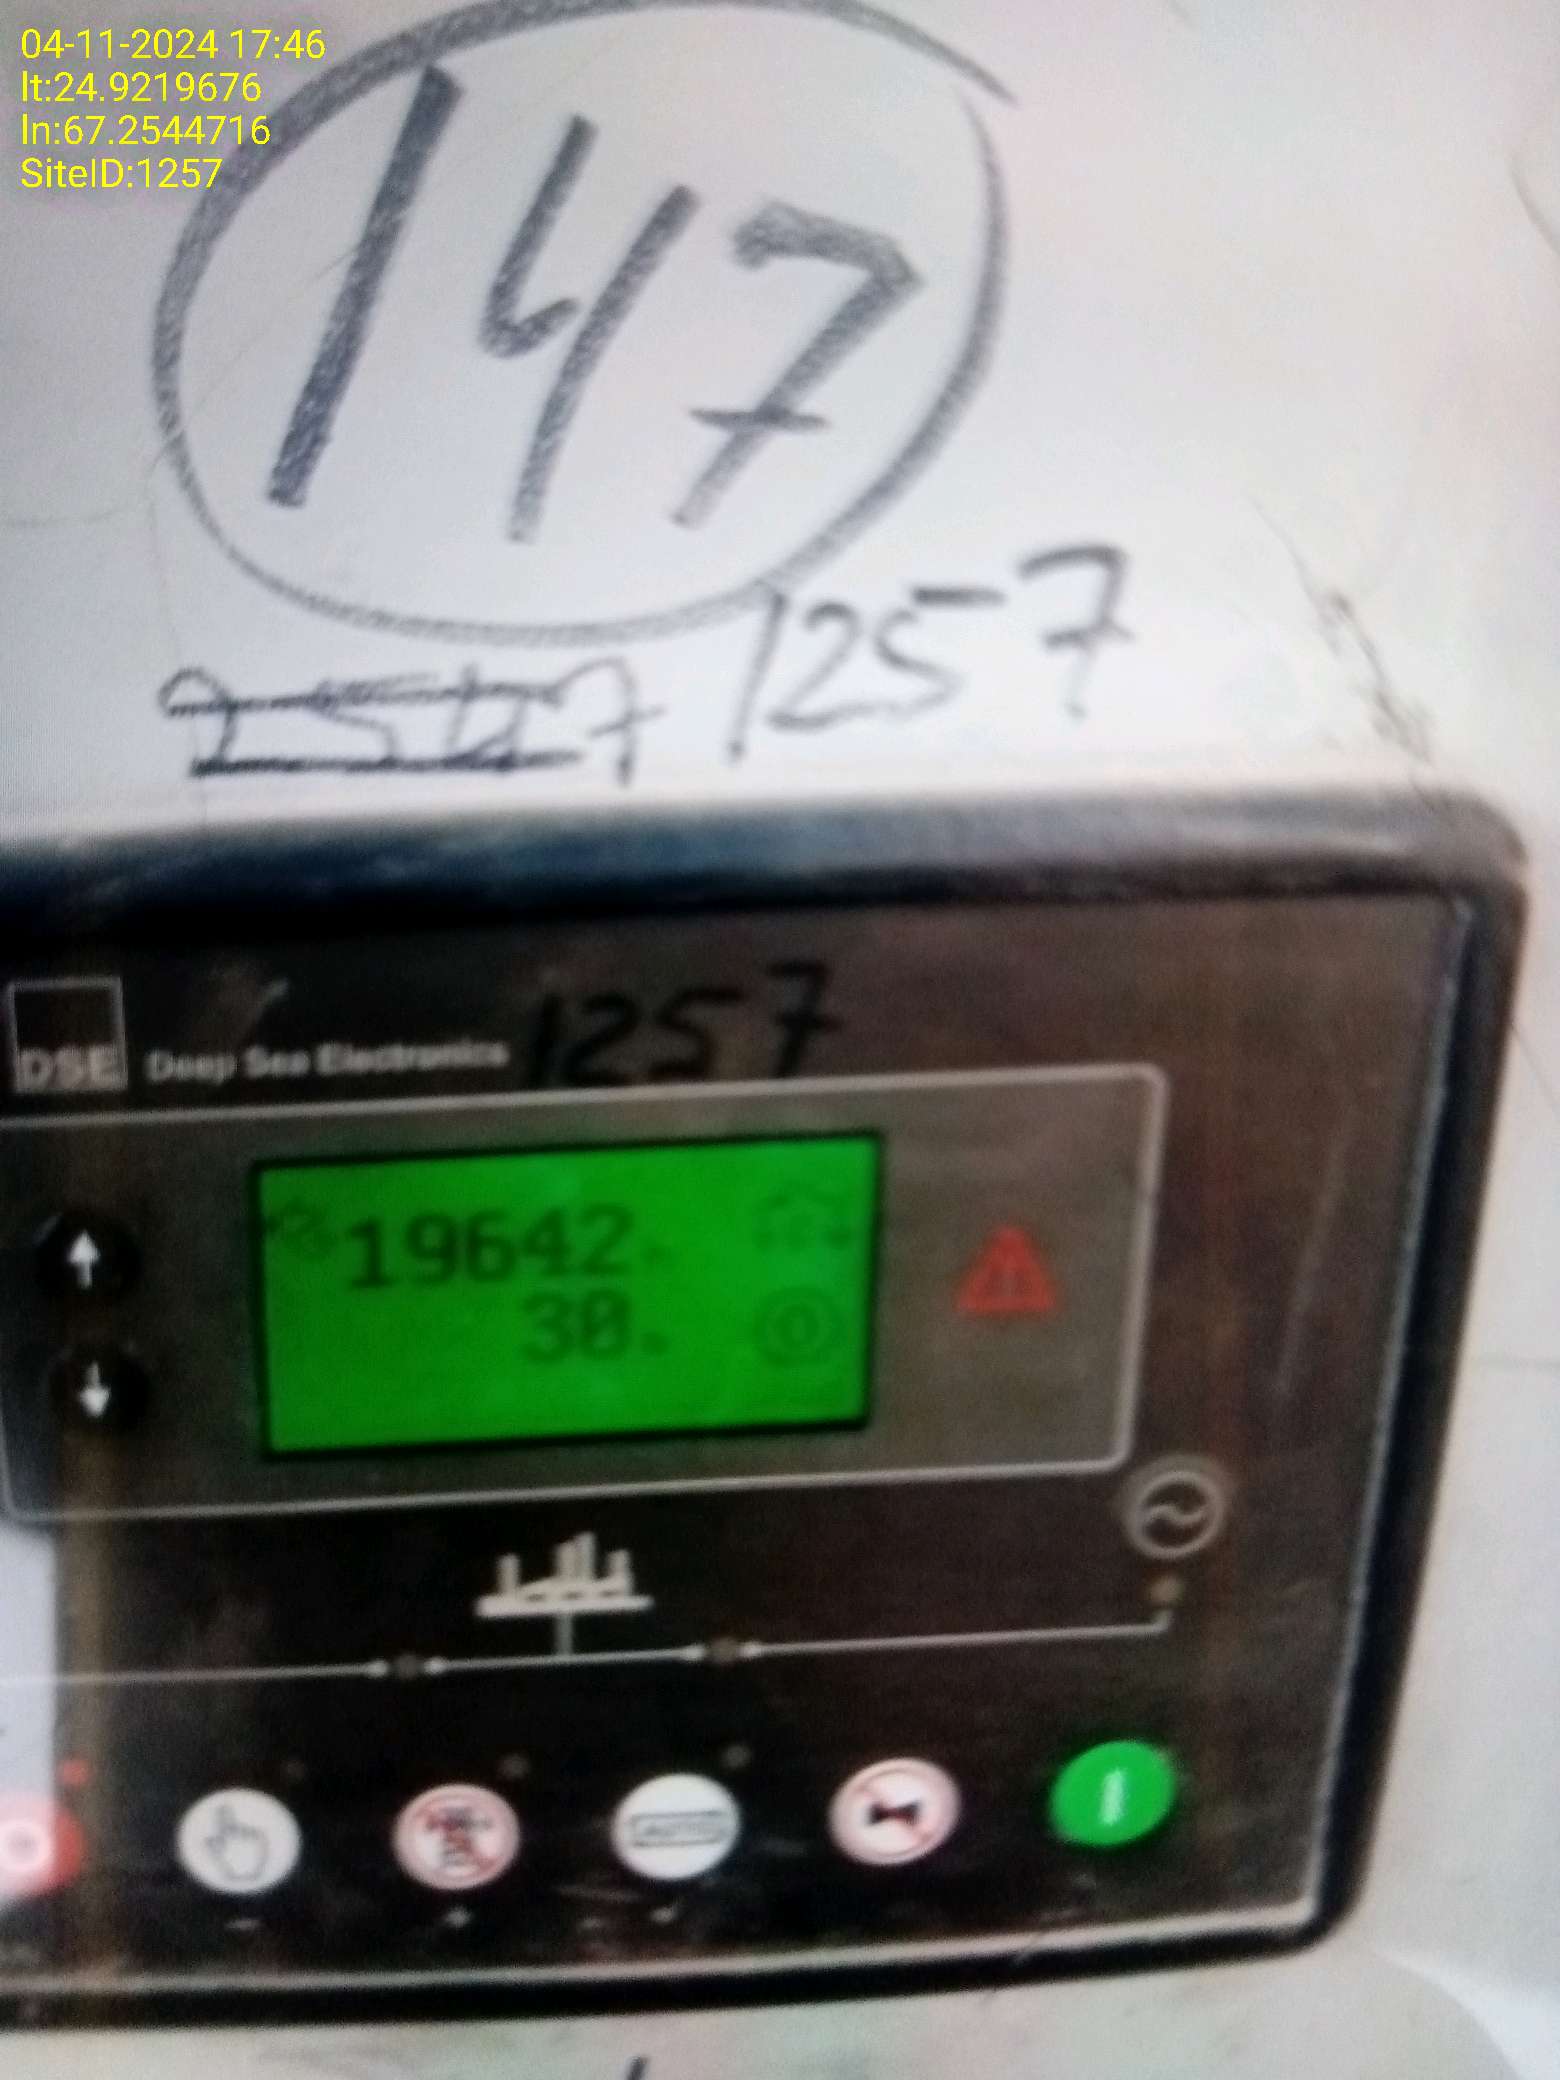 04-11-2024 17:46
lt:24.9219676
ln:67.2544716
SiteID:1257
147
1257
1257
DSE Deep Sea Electronics
19642
30
AUTO